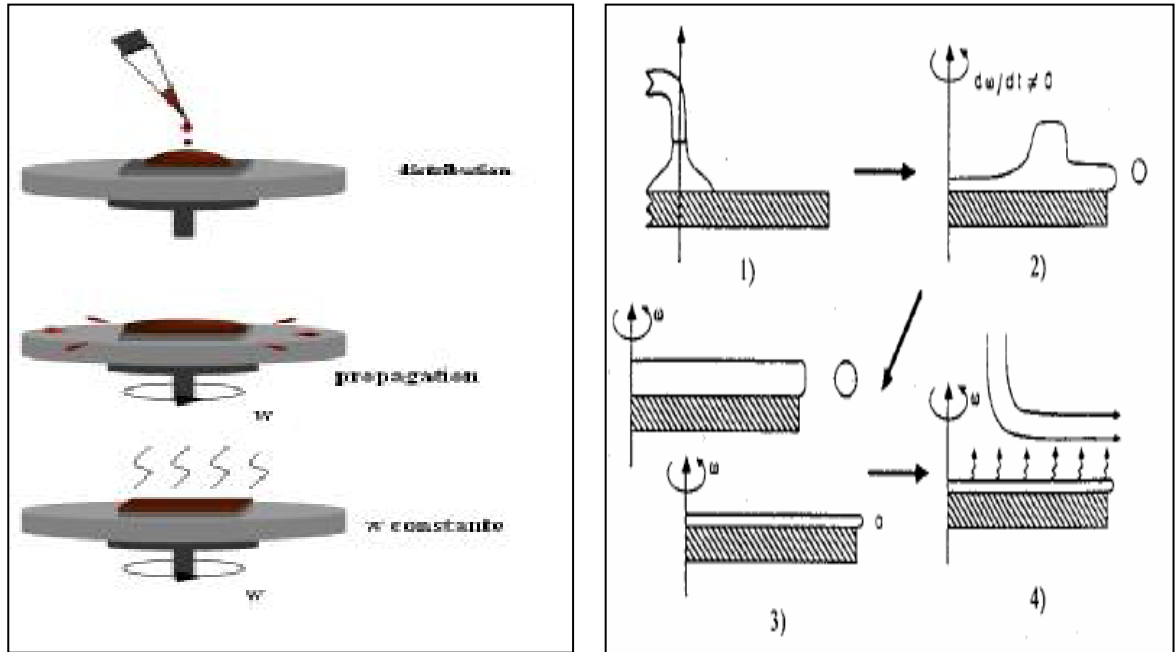 distribution
propagation
w
w constante
w
1)
dω/dt ≠ 0
2)
ω
ω
3)
ω
4)